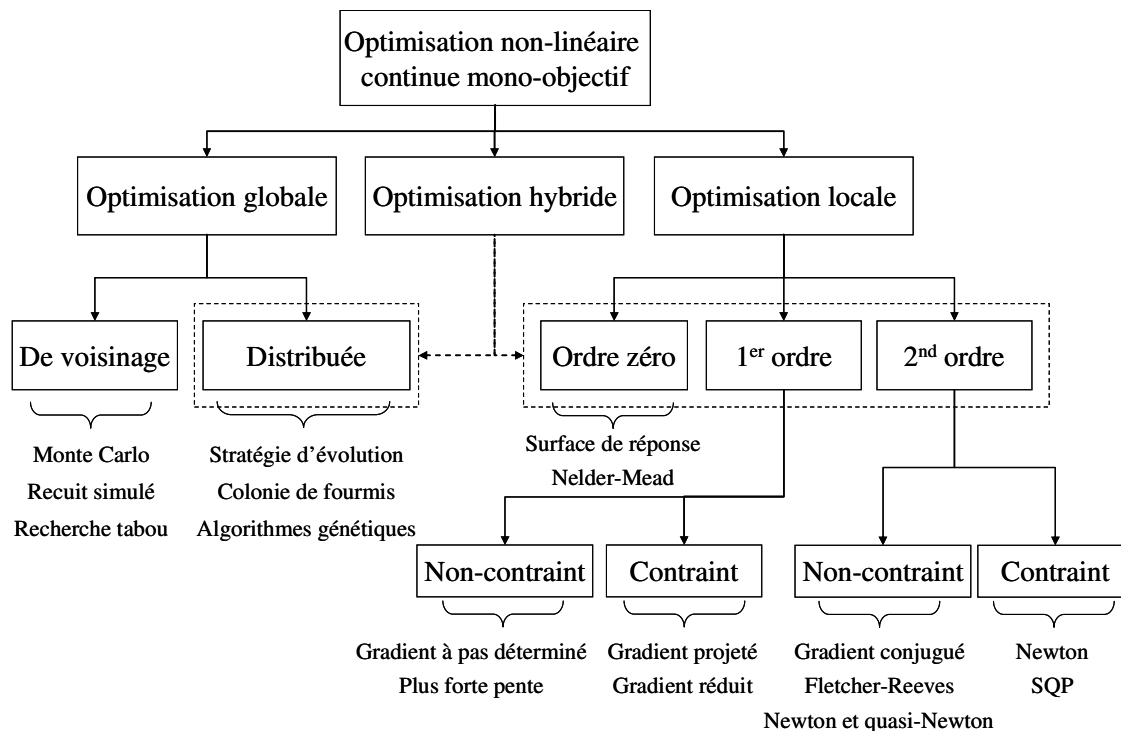 Optimisation non-linéaire
continue mono-objectif
Optimisation globale
Optimisation hybride
Optimisation locale
De voisinage
Distribuée
Ordre zéro
1er ordre
2nd ordre
Monte Carlo
Recuit simulé
Recherche tabou
Stratégie d'évolution
Colonie de fourmis
Algorithmes génétiques
Surface de réponse
Nelder-Mead
Non-contraint
Contraint
Non-contraint
Contraint
Gradient à pas déterminé
Plus forte pente
Gradient projeté
Gradient réduit
Gradient conjugué
Fletcher-Reeves
Newton et quasi-Newton
Newton
SQP